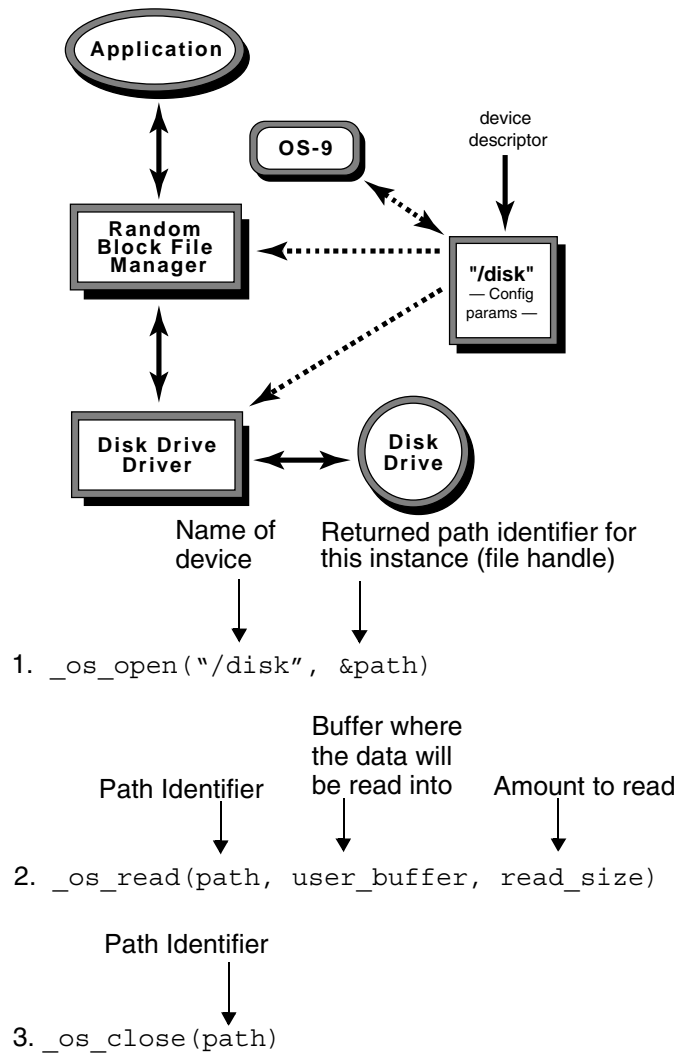 Application
device
descriptor
OS-9
Random
Block File
Manager
"/disk"
— Config
params —
Disk Drive
Driver
Disk
Drive
Name of
device
Returned path identifier for
this instance (file handle)
1. _os_open(“/disk”, &path)
Buffer where
the data will
be read into
Path Identifier
Amount to read
2. _os_read(path, user_buffer, read_size)
Path Identifier
3. _os_close(path)